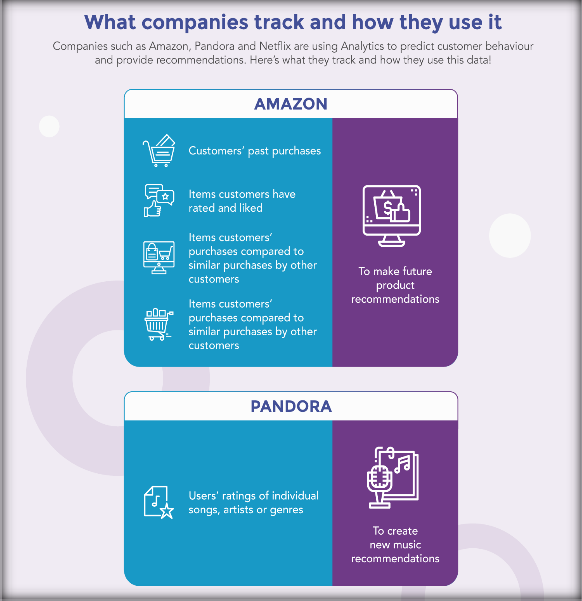 What companies track and how they use it
Companies such as Amazon, Pandora and Netflix are using Analytics to predict customer behaviour
and provide recommendations. Here's what they track and how they use this data!
AMAZON
Customers' past purchases
Items customers have
rated and liked
Items customers'
purchases compared to
similar purchases by other
customers
Items customers'
purchases compared to
similar purchases by other
customers
To make future
product
recommendations
PANDORA
Users' ratings of individual
songs, artists or genres
To create
new music
recommendations